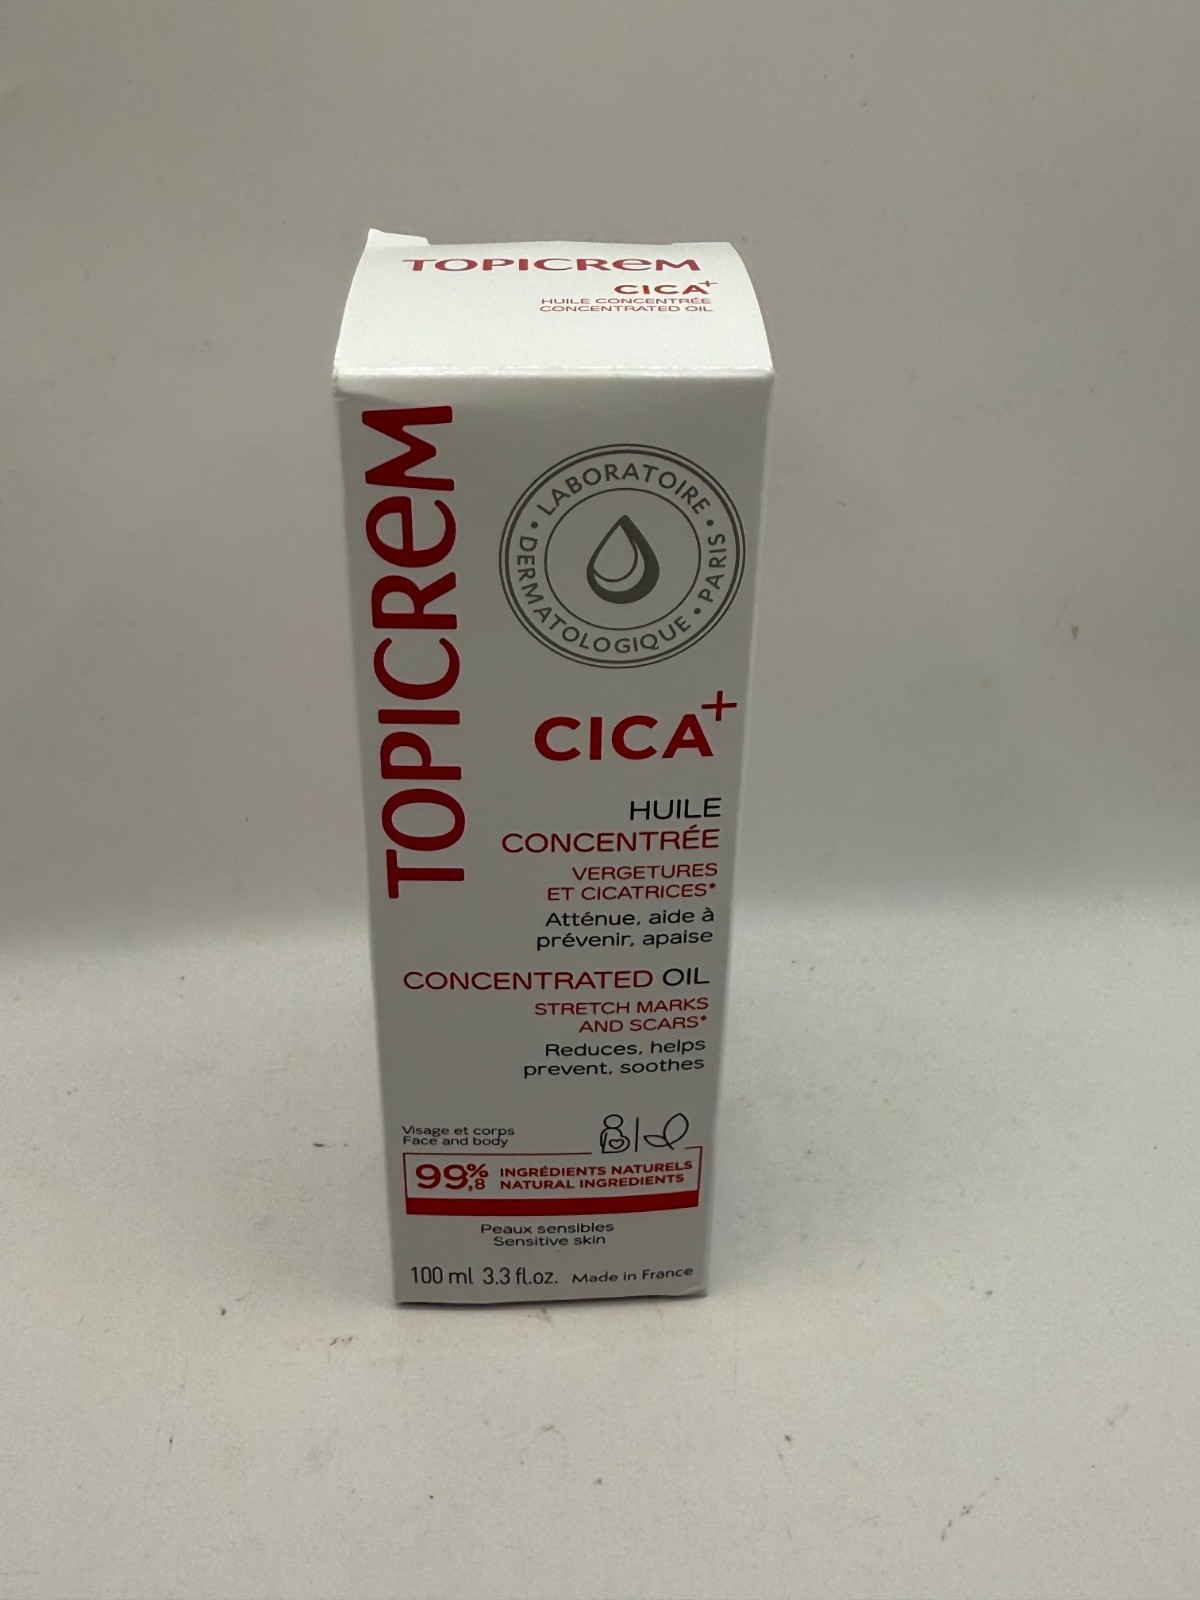 TOPICREM
CICA+
HUILE CONCENTRÉE
CONCENTRATED OIL
TOPICREM
• LABORATOIRE •
DERMATOLOGIQUE • PARIS
CICA+
HUILE
CONCENTRÉE
VERGETURES
ET CICATRICES*
Atténue, aide à
prévenir, apaise
CONCENTRATED OIL
STRETCH MARKS
AND SCARS*
Reduces, helps
prevent, soothes
Visage et corps
Face and body
99,8% INGRÉDIENTS NATURELS
NATURAL INGREDIENTS
Peaux sensibles
Sensitive skin
100 ml 3.3 fl.oz. Made in France